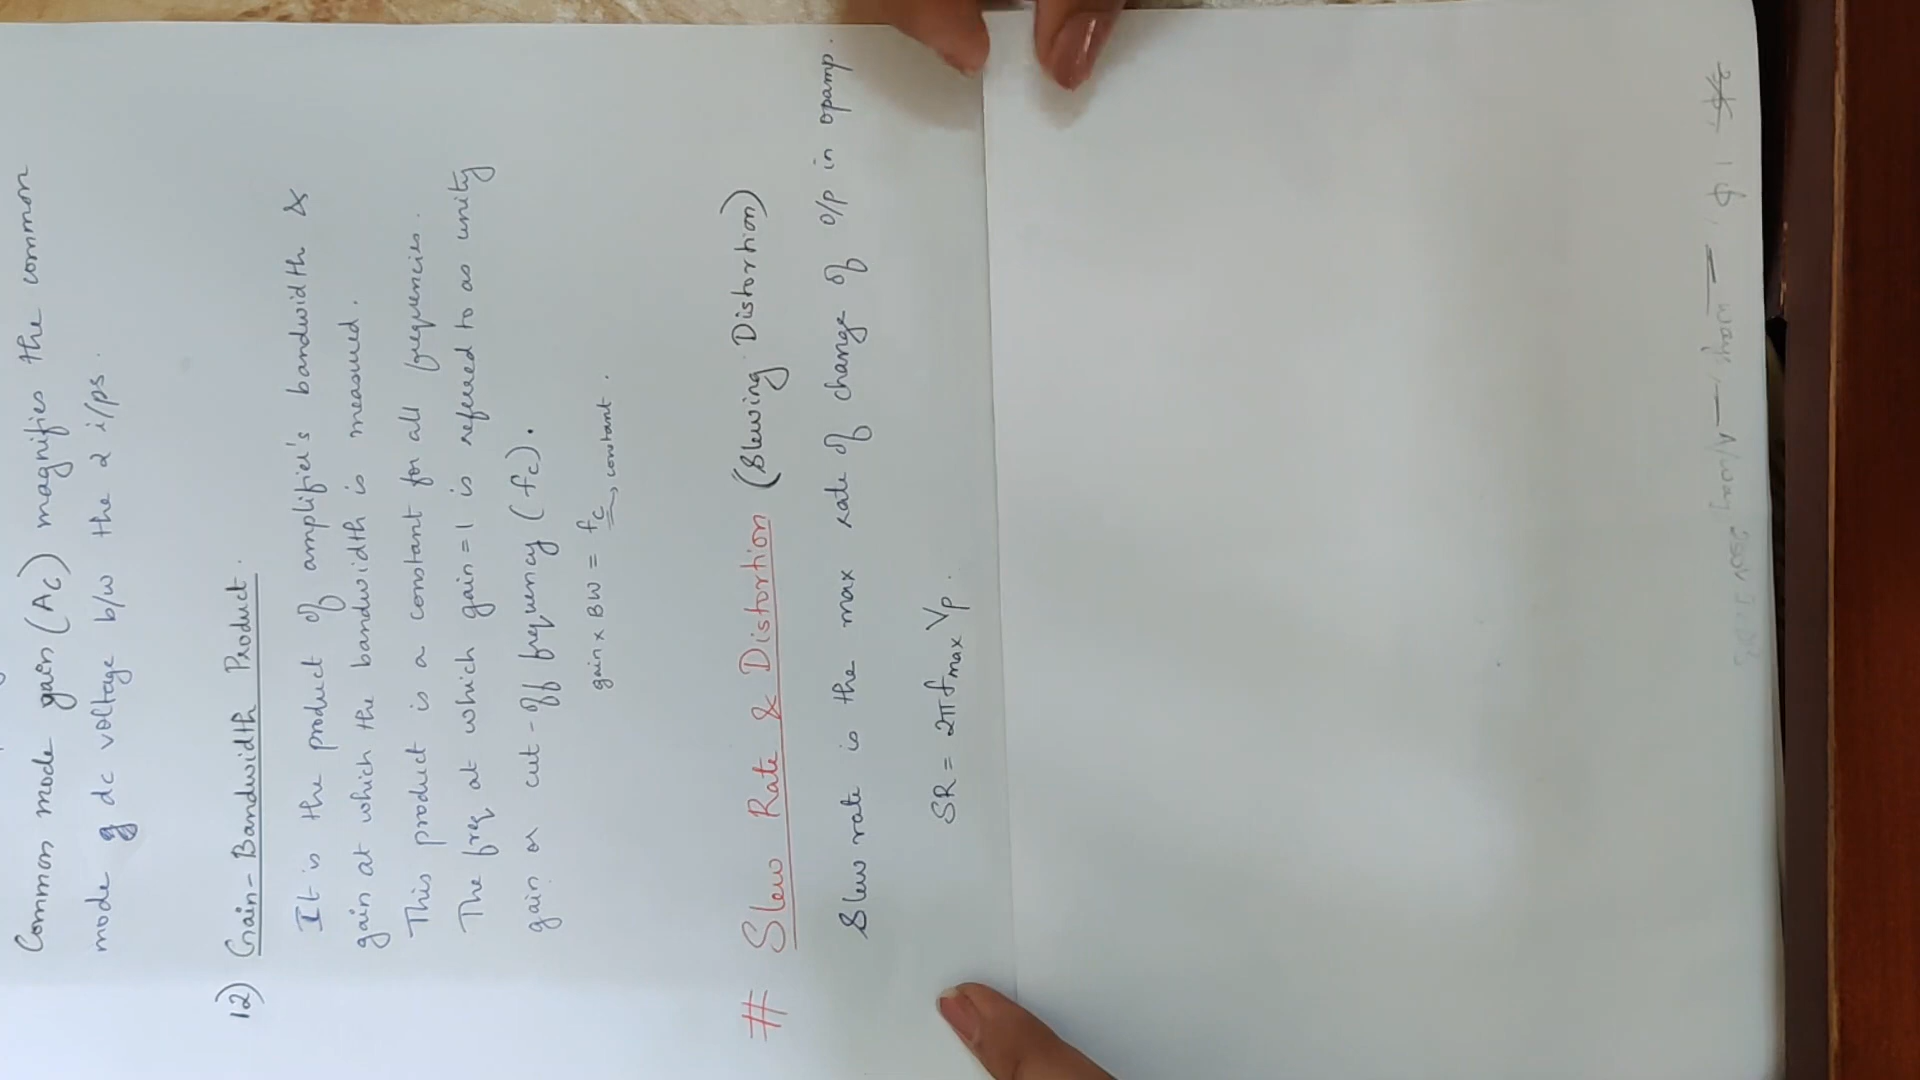 Common mode gain (Ac) magnifies the common
mode g dc voltage b/w the 2 i/ps.
12) Gain-Bandwidth Product.
It is the product of amplifier's bandwidth &
gain at which the bandwidth is measured.
This product is a constant for all frequencies.
The freq at which gain = 1 is referred to as unity
gain or cut-off frequency (fc).
gain x BW = fc → constant.
# Slew Rate & Distortion (Slewing Distortion)
Slew rate is the max rate of change of o/p in opamp.
SR = 2πfmax Vp.